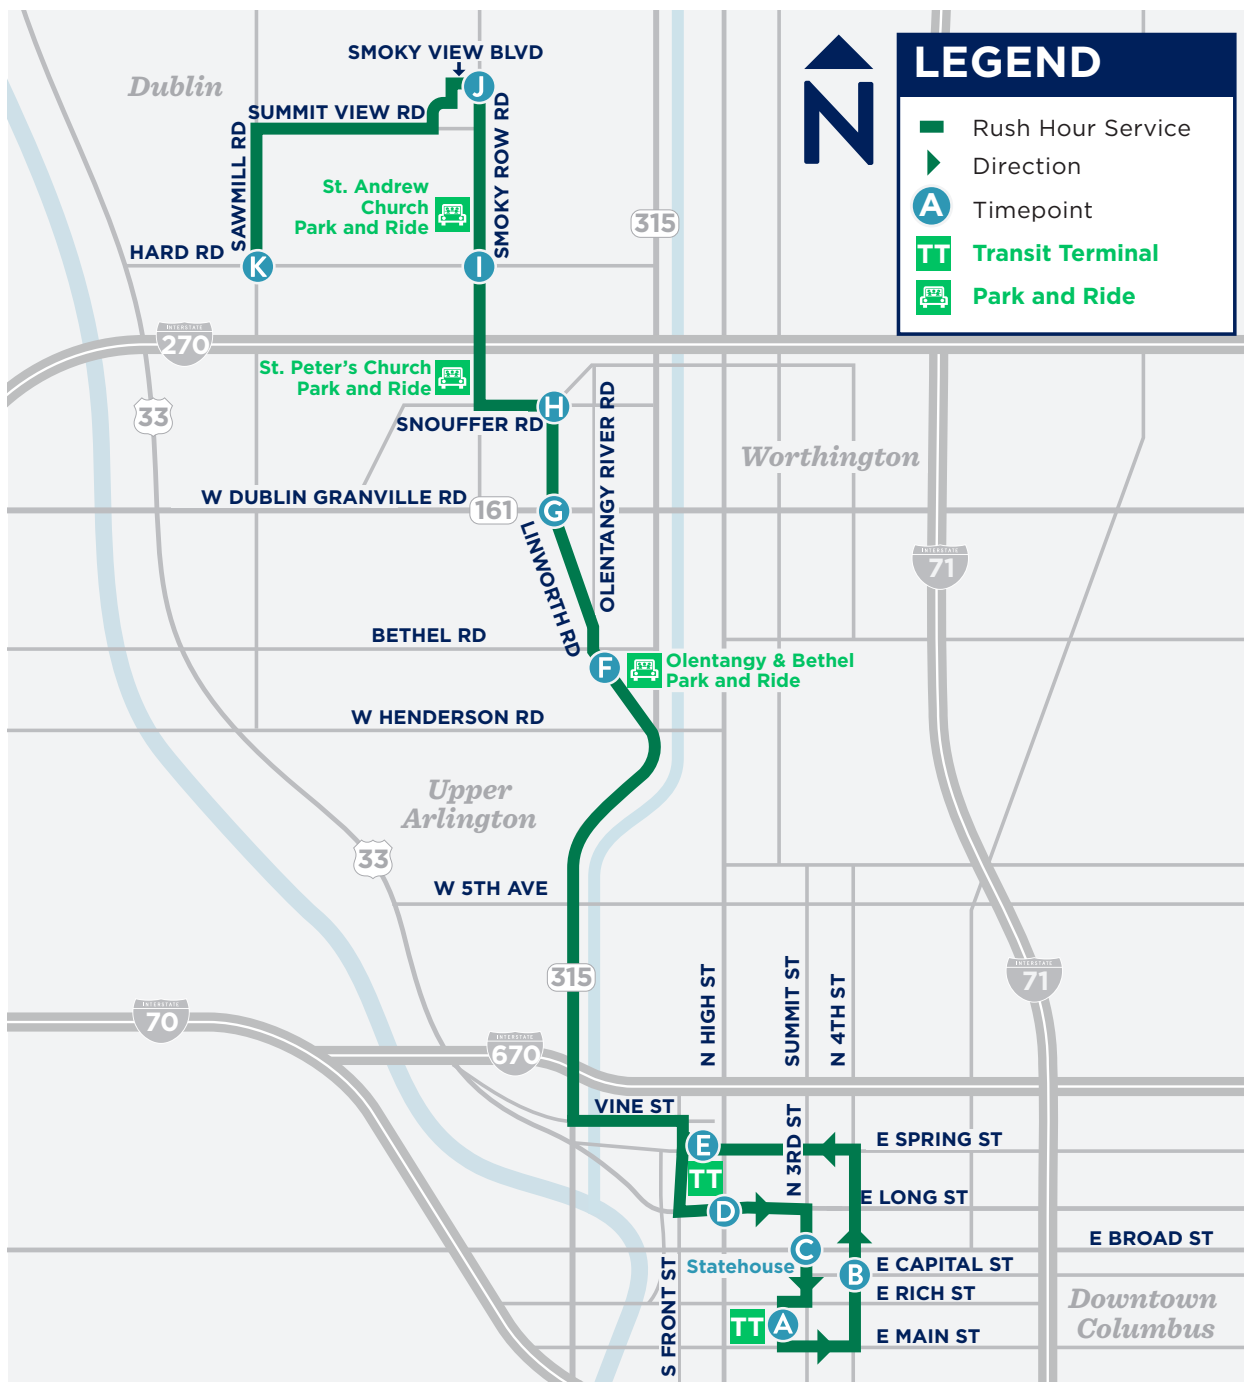 SMOKY VIEW BLVD
LEGEND
Rush Hour Service
Direction
A
Timepoint
TT
Transit Terminal
Park and Ride
N
Dublin
J
SUMMIT VIEW RD
SAWMILL RD
SMOKY ROW RD
St. Andrew
Church
Park and Ride
315
HARD RD
K
I
INTERSTATE
270
St. Peter's Church
Park and Ride
33
H
SNOUFFER RD
OLENTANGY RIVER RD
Worthington
W DUBLIN GRANVILLE RD
161
G
LINWORTH RD
INTERSTATE
71
BETHEL RD
F
Olentangy & Bethel
Park and Ride
W HENDERSON RD
Upper
Arlington
33
W 5TH AVE
315
N HIGH ST
SUMMIT ST
N 4TH ST
INTERSTATE
71
INTERSTATE
70
INTERSTATE
670
VINE ST
N 3RD ST
E
TT
E SPRING ST
D
E LONG ST
E BROAD ST
C
Statehouse
B
E CAPITAL ST
E RICH ST
S FRONT ST
TT
A
E MAIN ST
Downtown
Columbus